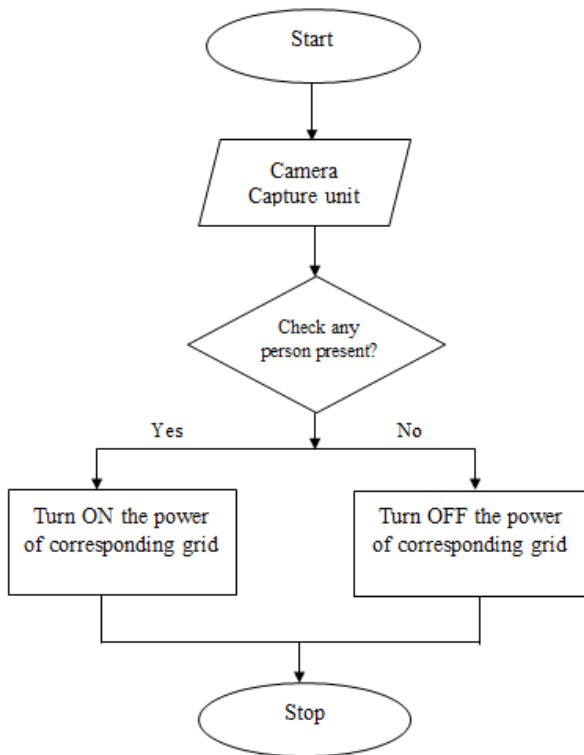 Start
Camera
Capture unit
Check any
person present?
Yes
No
Turn ON the power
of corresponding grid
Turn OFF the power
of corresponding grid
Stop